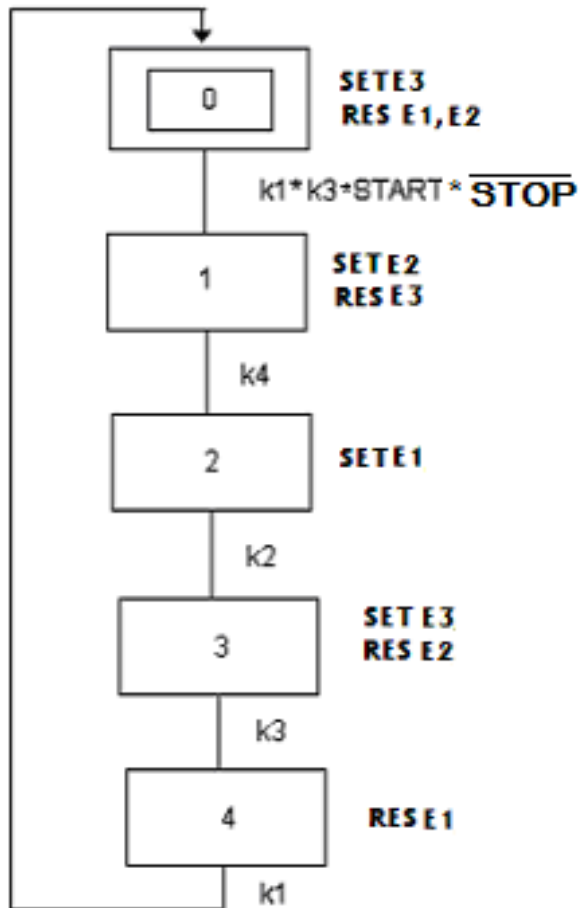 0
SET E3
RES E1,E2
k1*k3*START * S̅T̅O̅P̅
1
SET E2
RES E3
k4
2
SET E1
k2
3
SET E3
RES E2
k3
4
RES E1
k1